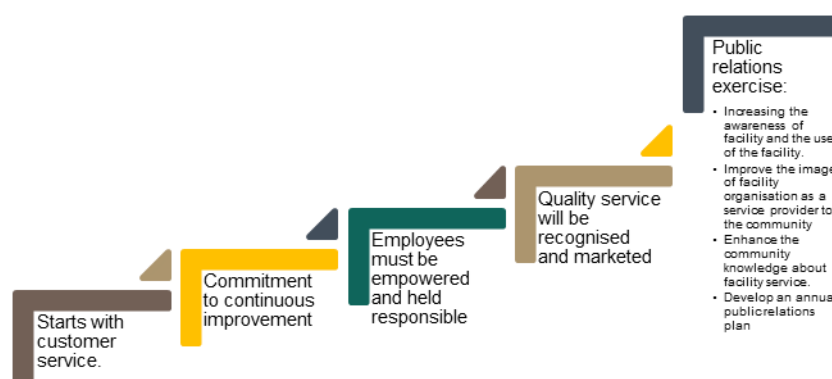 Starts with
customer
service.
Commitment
to continuous
improvement
Employees
must be
empowered
and held
responsible
Quality service
will be
recognised
and marketed
Public
relations
exercise:
• Increasing the
awareness of
facility and the use
of the facility.
• Improve the image
of facility
organisation as a
service provider to
the community
• Enhance the
community
knowledge about
facility service.
• Develop an annual
public relations
plan